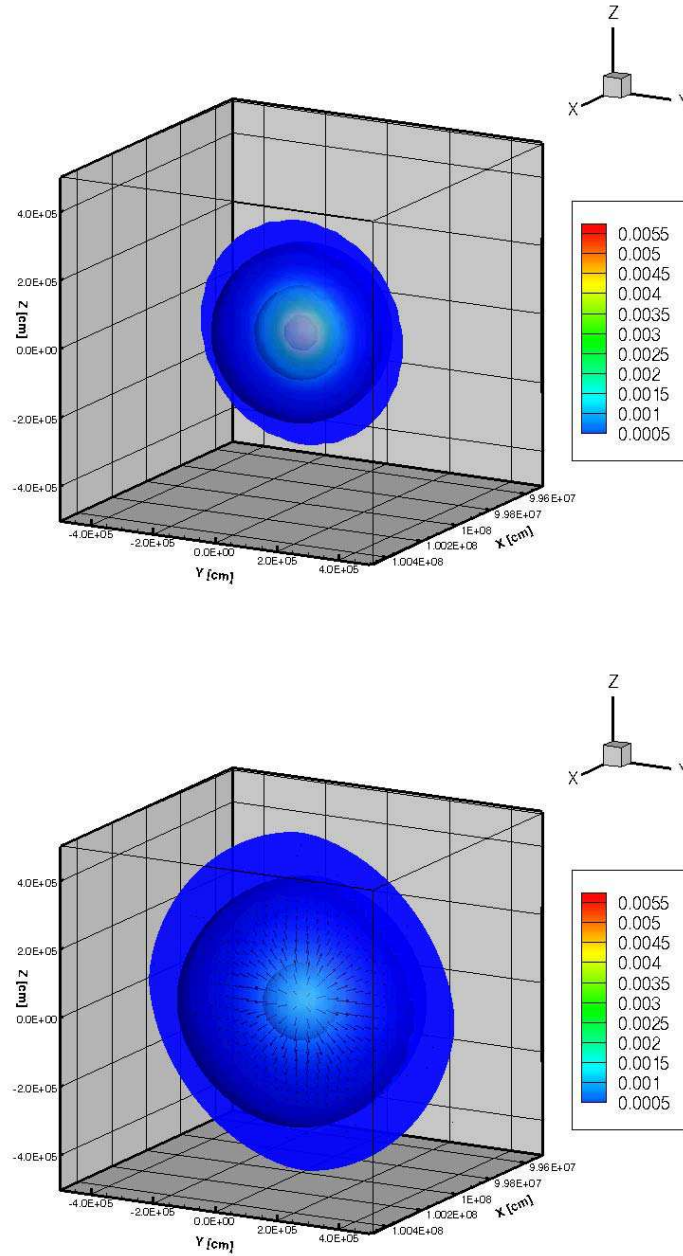 Z
X
Y
4.0E+05
2.0E+05
Z [cm]
0.0E+00
-2.0E+05
-4.0E+05
-4.0E+05
-2.0E+05
0.0E+00
2.0E+05
4.0E+05
Y [cm]
9.96E+07
9.98E+07
1E+08
1.002E+08
1.004E+08
X [cm]
0.0055
0.005
0.0045
0.004
0.0035
0.003
0.0025
0.002
0.0015
0.001
0.0005
Z
X
Y
4.0E+05
2.0E+05
Z [cm]
0.0E+00
-2.0E+05
-4.0E+05
-4.0E+05
-2.0E+05
0.0E+00
2.0E+05
4.0E+05
Y [cm]
9.96E+07
9.98E+07
1E+08
1.002E+08
1.004E+08
X [cm]
0.0055
0.005
0.0045
0.004
0.0035
0.003
0.0025
0.002
0.0015
0.001
0.0005